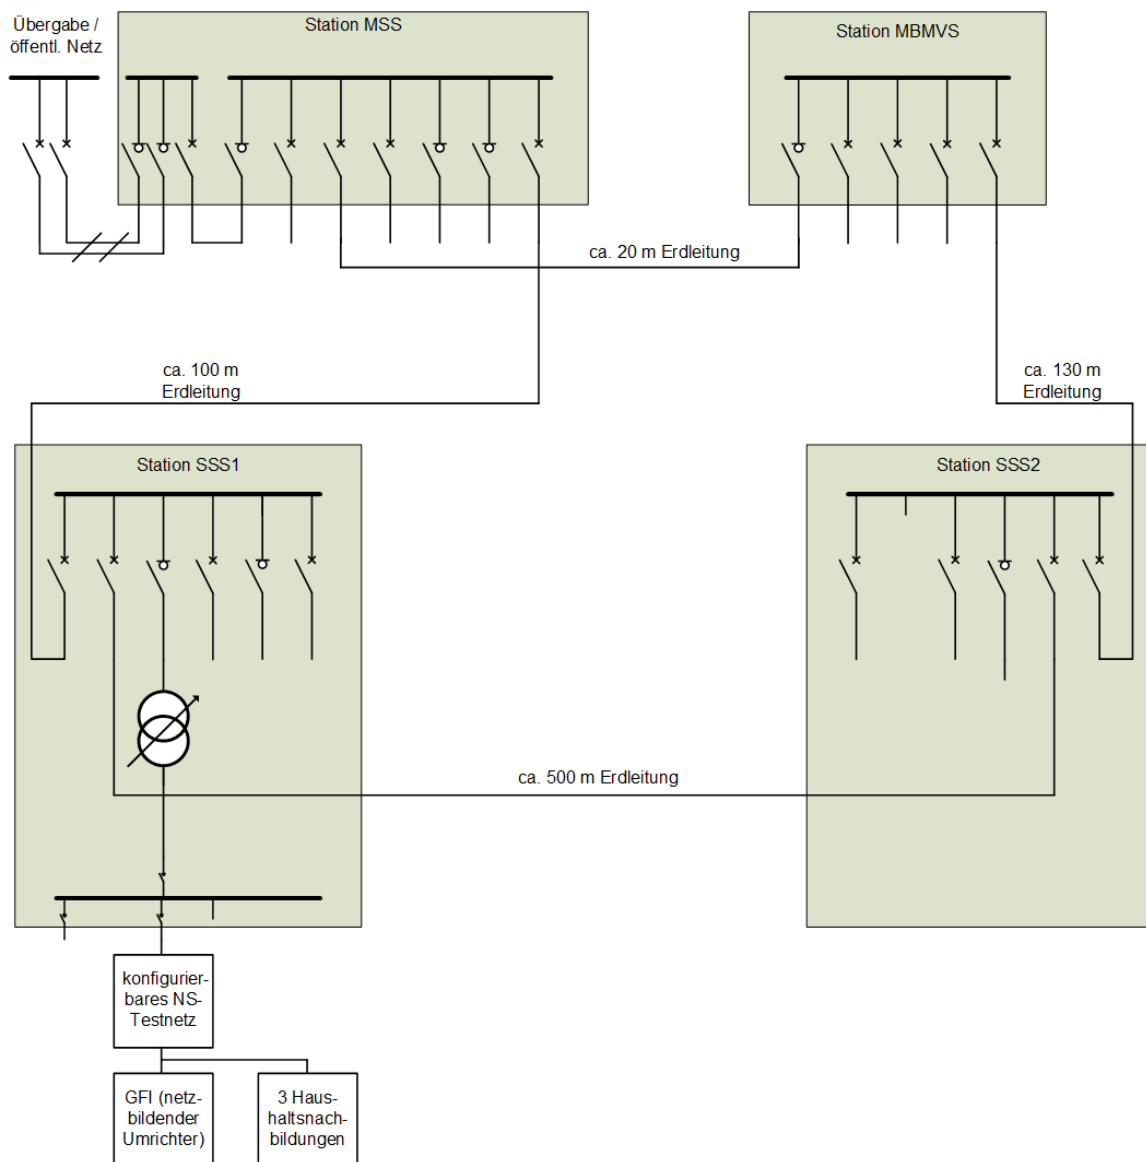 Übergabe /
öffentl. Netz
Station MSS
Station MBMVS
ca. 20 m Erdleitung
ca. 100 m
Erdleitung
ca. 130 m
Erdleitung
Station SSS1
Station SSS2
ca. 500 m Erdleitung
konfigurier-
bares NS-
Testnetz
GFI (netz-
bildender
Umrichter)
3 Haus-
haltsnach-
bildungen